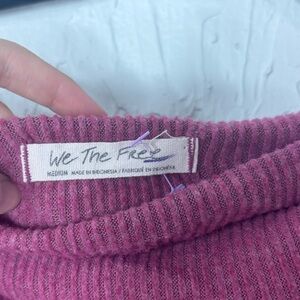 We The Free
MEDIUM MADE IN INDONESIA / FABRIQUÉ EN INDONÉSIE